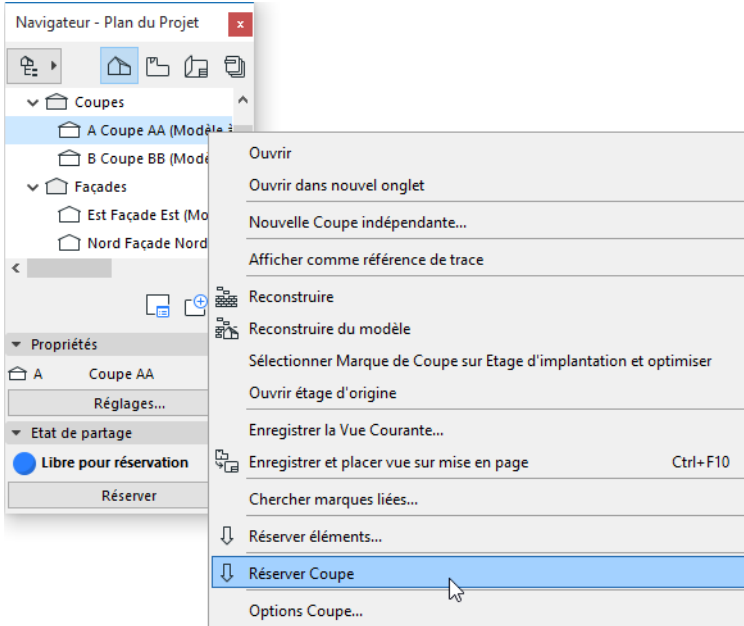 Navigateur - Plan du Projet
Coupes
A Coupe AA (Modèle à
B Coupe BB (Modè
Façades
Est Façade Est (Mo
Nord Façade Nord
Propriétés
A Coupe AA
Réglages...
Etat de partage
Libre pour réservation
Réserver
Ouvrir
Ouvrir dans nouvel onglet
Nouvelle Coupe indépendante...
Afficher comme référence de trace
Reconstruire
Reconstruire du modèle
Sélectionner Marque de Coupe sur Etage d'implantation et optimiser
Ouvrir étage d'origine
Enregistrer la Vue Courante...
Enregistrer et placer vue sur mise en page Ctrl+F10
Chercher marques liées...
Réserver éléments...
Réserver Coupe
Options Coupe...